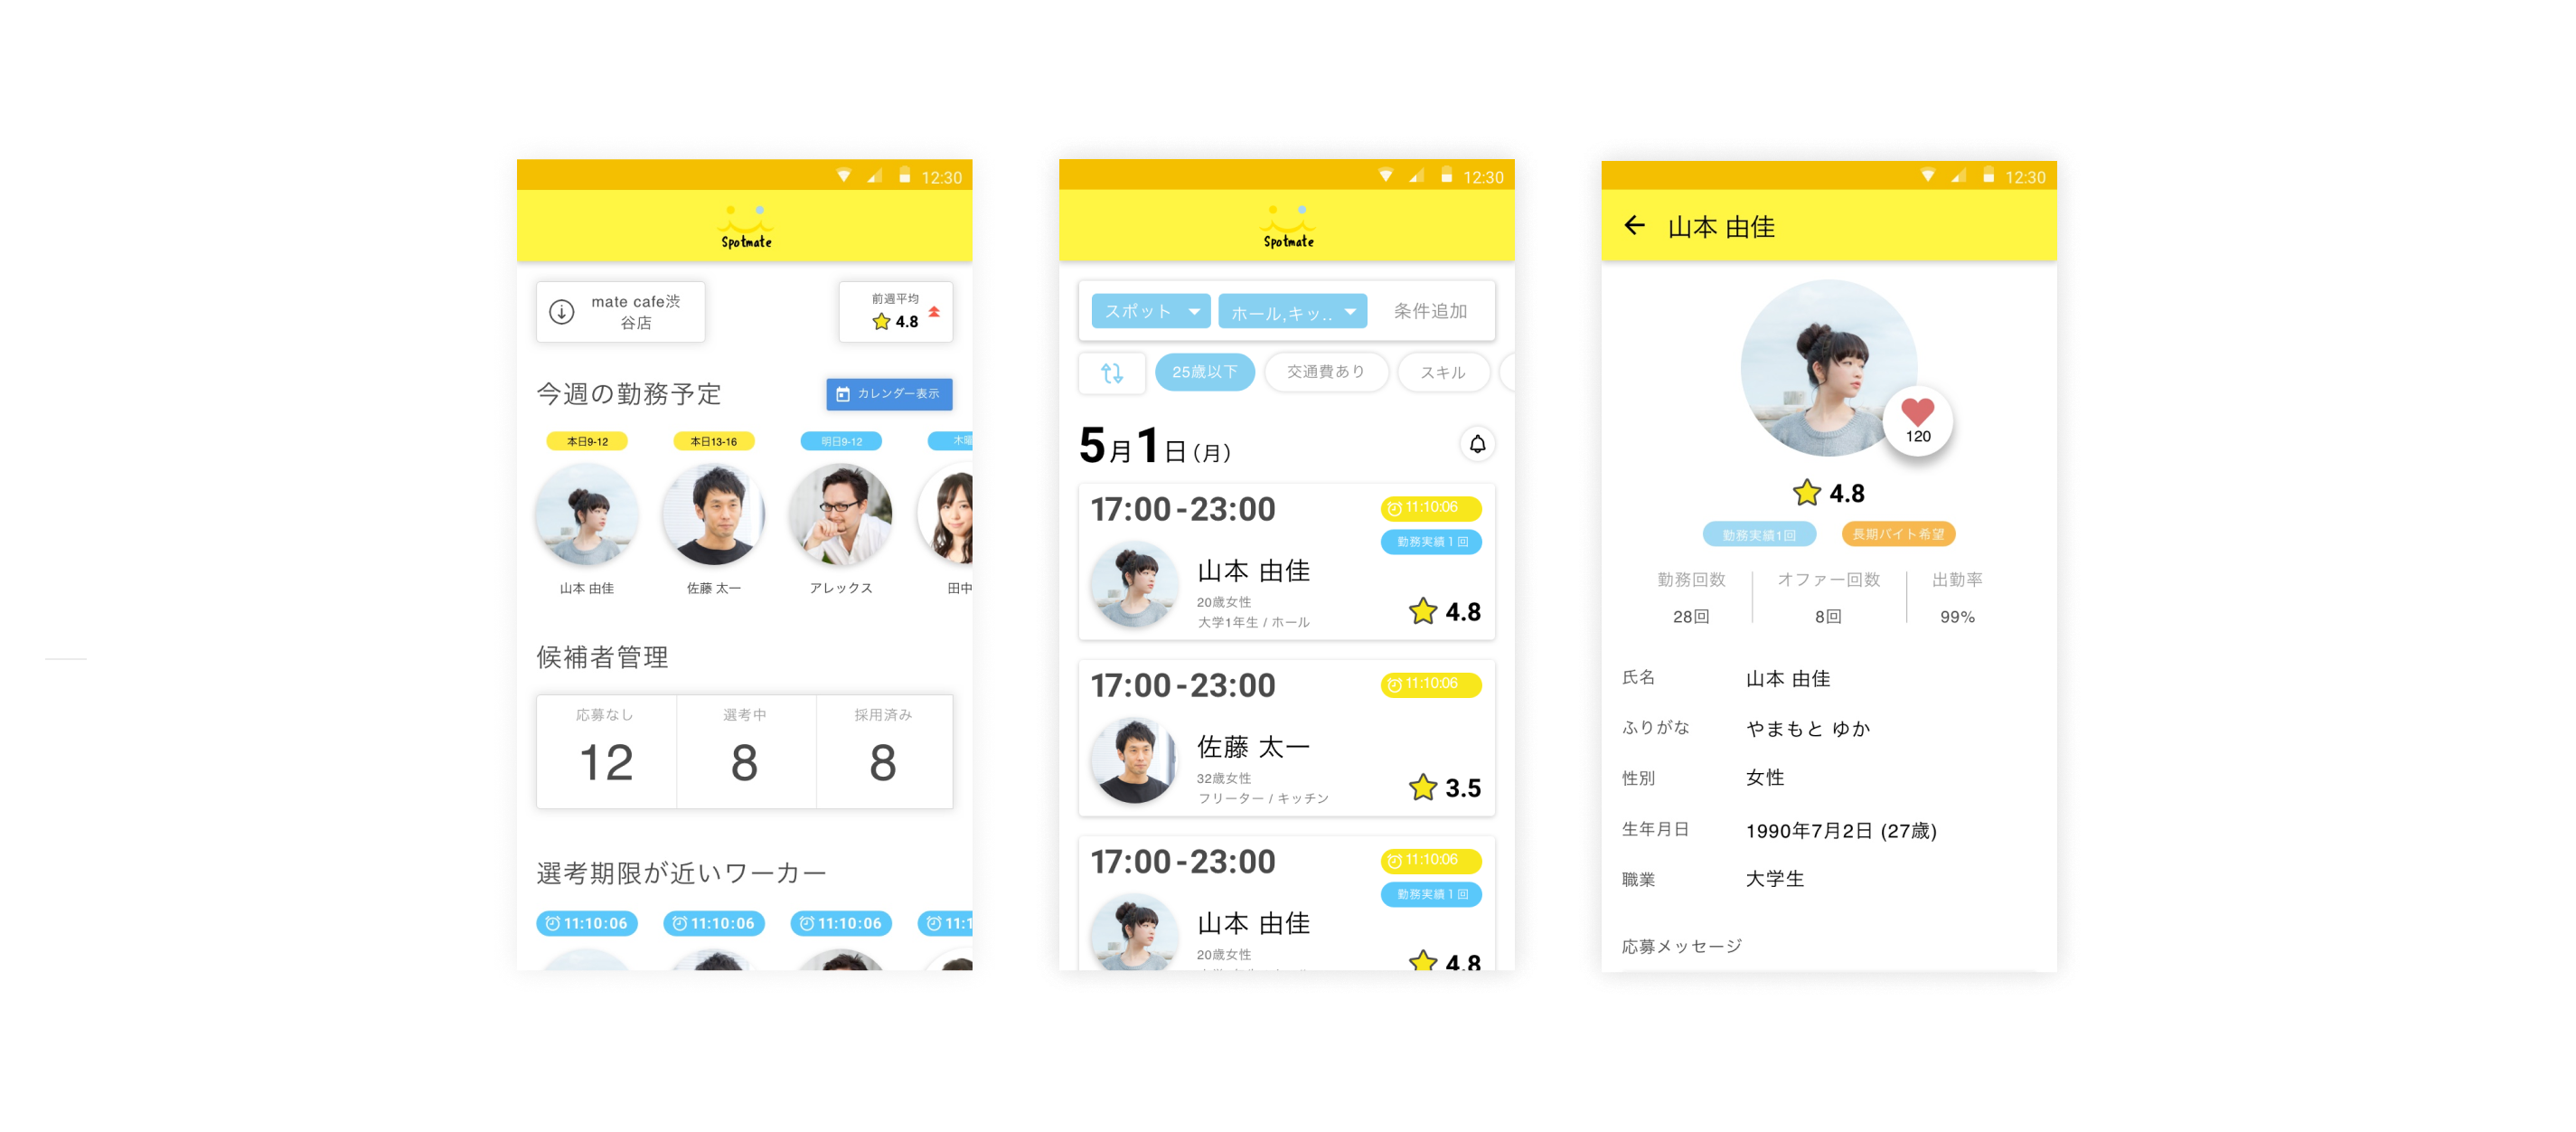 12:30
Spotmate
mate cafe渋
谷店
前週平均
4.8
今週の勤務予定
カレンダー表示
本日9-12
本日13-16
明日9-12
木曜
山本 由佳
佐藤 太一
アレックス
田中
候補者管理
応募なし
選考中
採用済み
12
8
8
選考期限が近いワーカー
11:10:06
11:10:06
11:10:06
11:1
12:30
Spotmate
スポット
ホール,キッ..
条件追加
25歳以下
交通費あり
スキル
5月1日(月)
17:00-23:00
11:10:06
勤務実績1回
山本 由佳
20歳女性
大学1年生 / ホール
4.8
17:00-23:00
11:10:06
佐藤 太一
32歳女性
フリーター / キッチン
3.5
17:00-23:00
11:10:06
勤務実績1回
山本 由佳
20歳女性
4.8
12:30
山本 由佳
120
4.8
勤務実績1回
長期バイト希望
勤務回数
オファー回数
出勤率
28回
8回
99%
氏名 山本 由佳
ふりがな やまもと ゆか
性別 女性
生年月日 1990年7月2日 (27歳)
職業 大学生
応募メッセージ